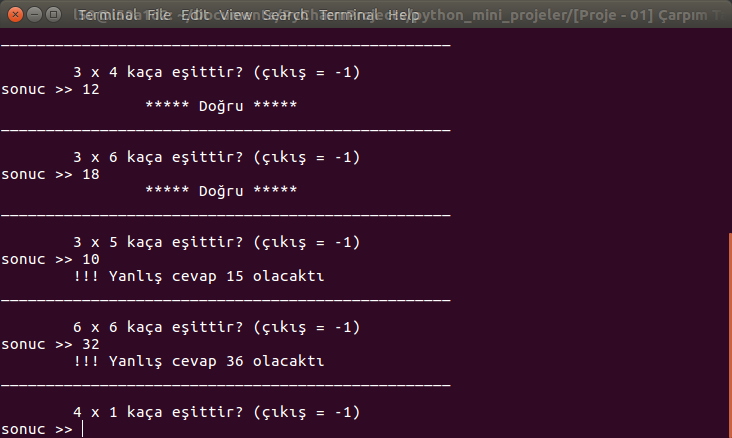 Terminal File Edit View Search Terminal Help
python_mini_projeler/[Proje - 01] Çarpım
3 x 4 kaça eşittir? (çıkış = -1)
sonuc >> 12
***** Doğru *****
3 x 6 kaça eşittir? (çıkış = -1)
sonuc >> 18
***** Doğru *****
3 x 5 kaça eşittir? (çıkış = -1)
sonuc >> 10
!!! Yanlış cevap 15 olacaktı
6 x 6 kaça eşittir? (çıkış = -1)
sonuc >> 32
!!! Yanlış cevap 36 olacaktı
4 x 1 kaça eşittir? (çıkış = -1)
sonuc >>